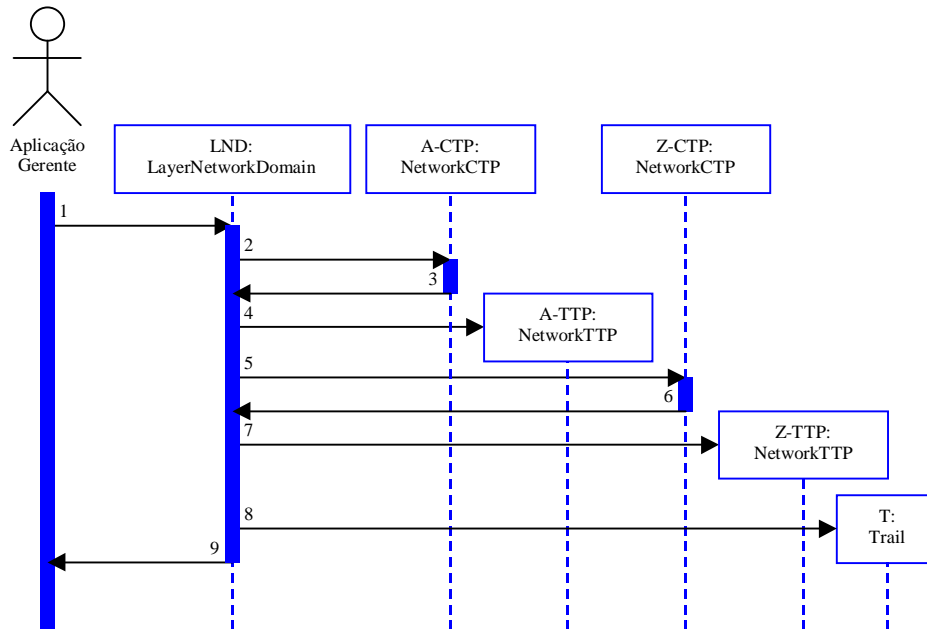 Aplicação
Gerente
LND:
LayerNetworkDomain
A-CTP:
NetworkCTP
Z-CTP:
NetworkCTP
1
2
3
4
A-TTP:
NetworkTTP
5
6
7
Z-TTP:
NetworkTTP
8
T:
Trail
9